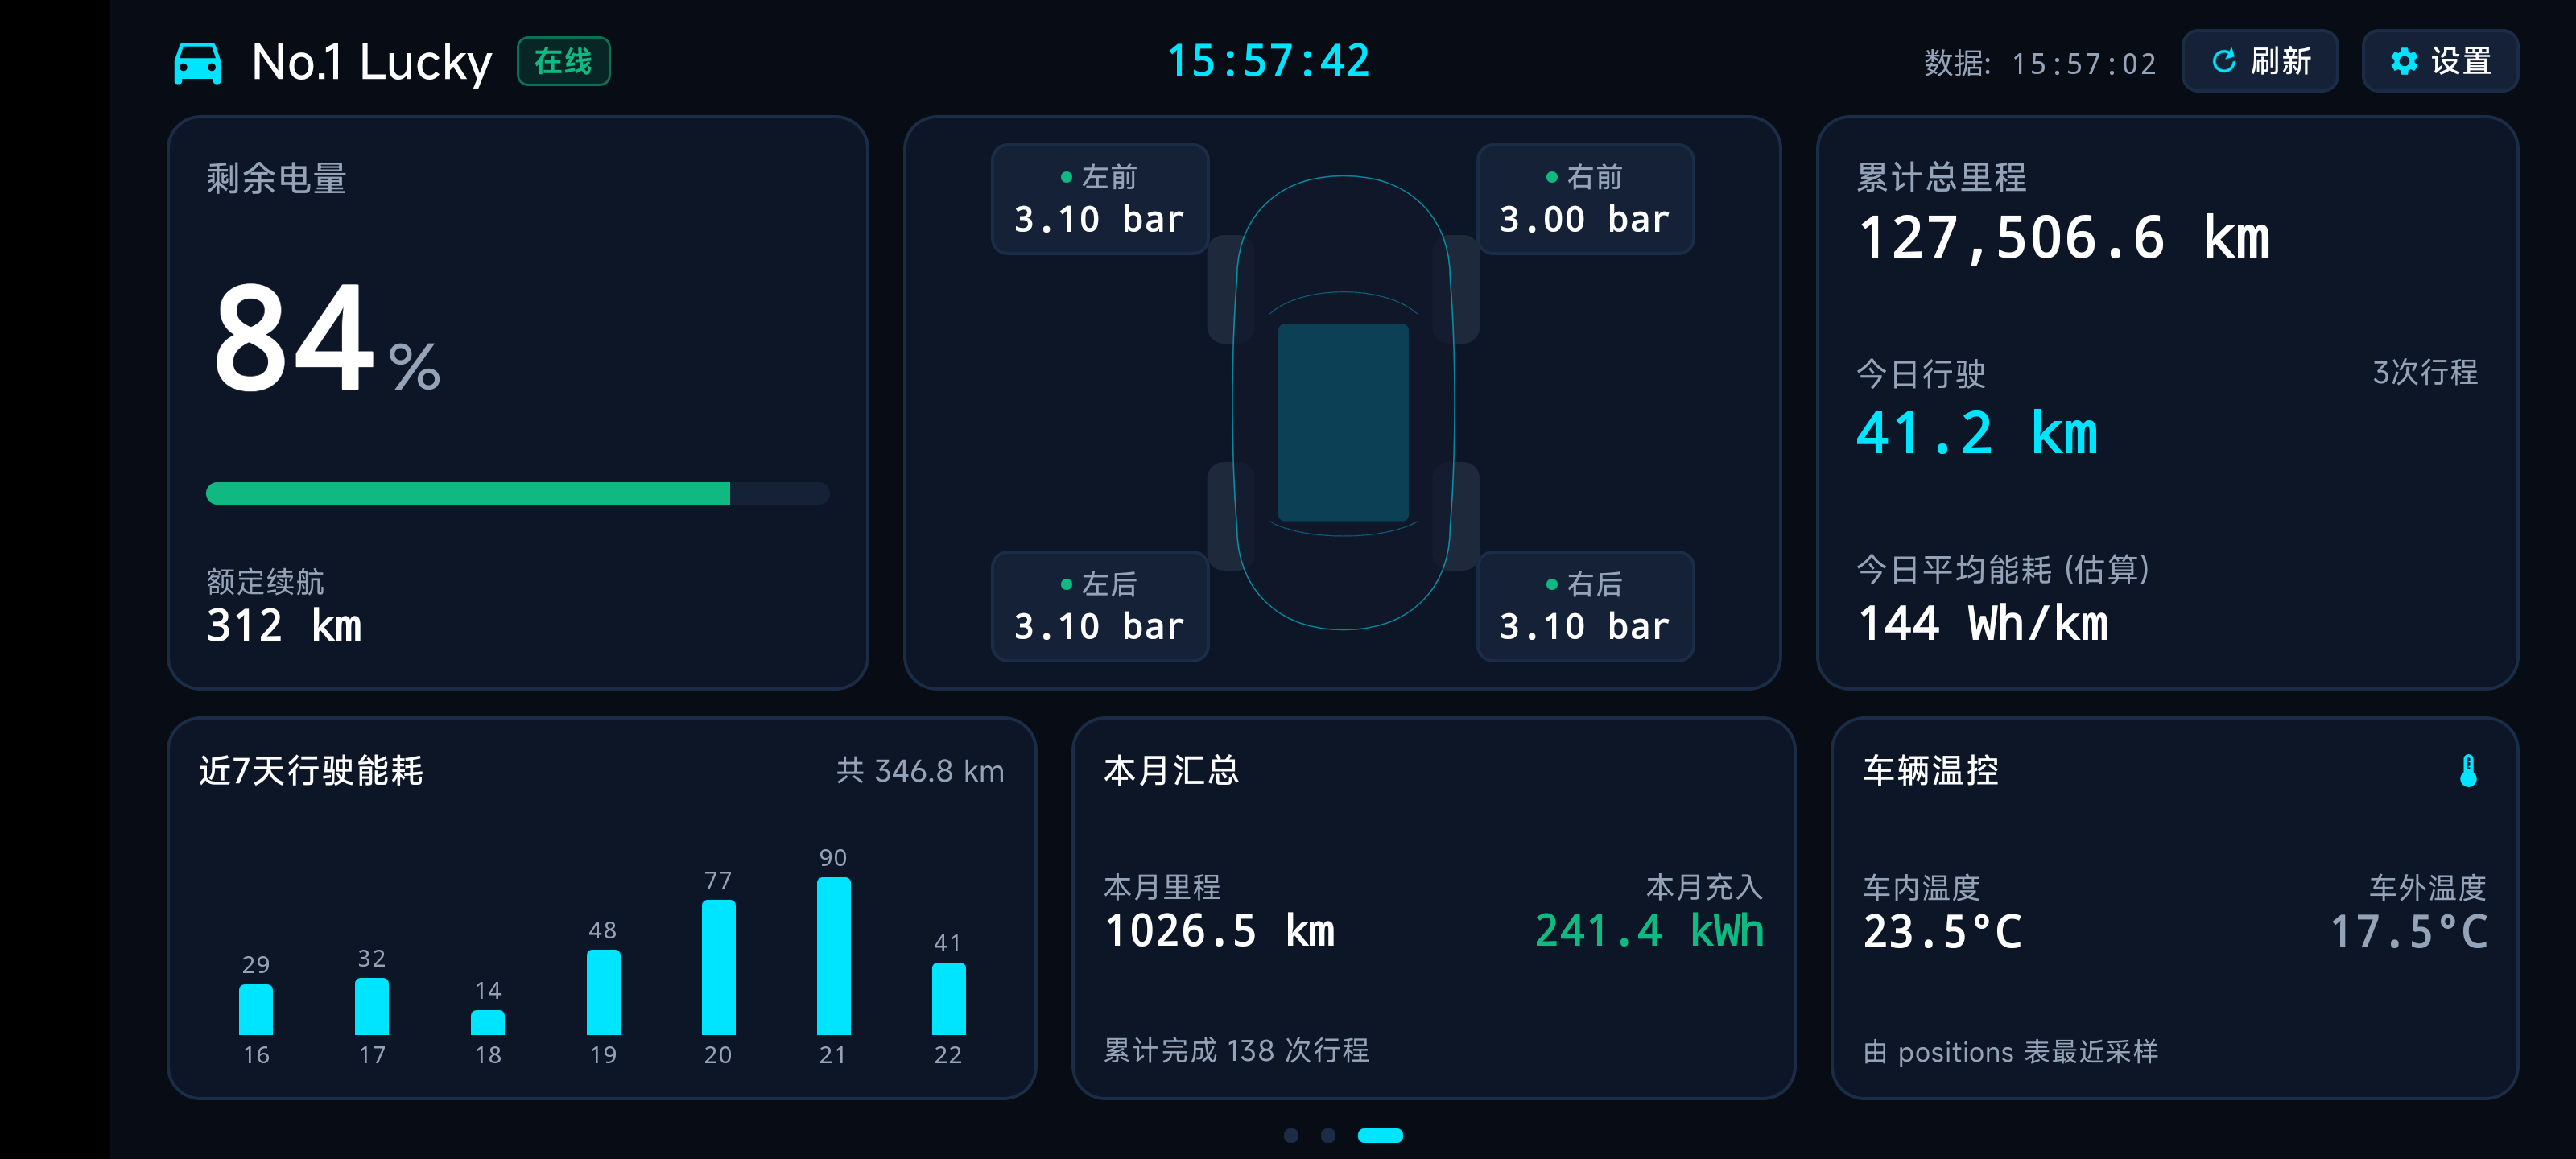 No.1 Lucky 在线
15:57:42
数据: 15:57:02 刷新 设置
剩余电量
84 %
额定续航
312 km
左前
3.10 bar
右前
3.00 bar
左后
3.10 bar
右后
3.10 bar
累计总里程
127,506.6 km
今日行驶 3次行程
41.2 km
今日平均能耗 (估算)
144 Wh/km
近7天行驶能耗 共 346.8 km
29 32 14 48 77 90 41
16 17 18 19 20 21 22
本月汇总
本月里程 本月充入
1026.5 km 241.4 kWh
累计完成 138 次行程
车辆温控
车内温度 车外温度
23.5°C 17.5°C
由 positions 表最近采样